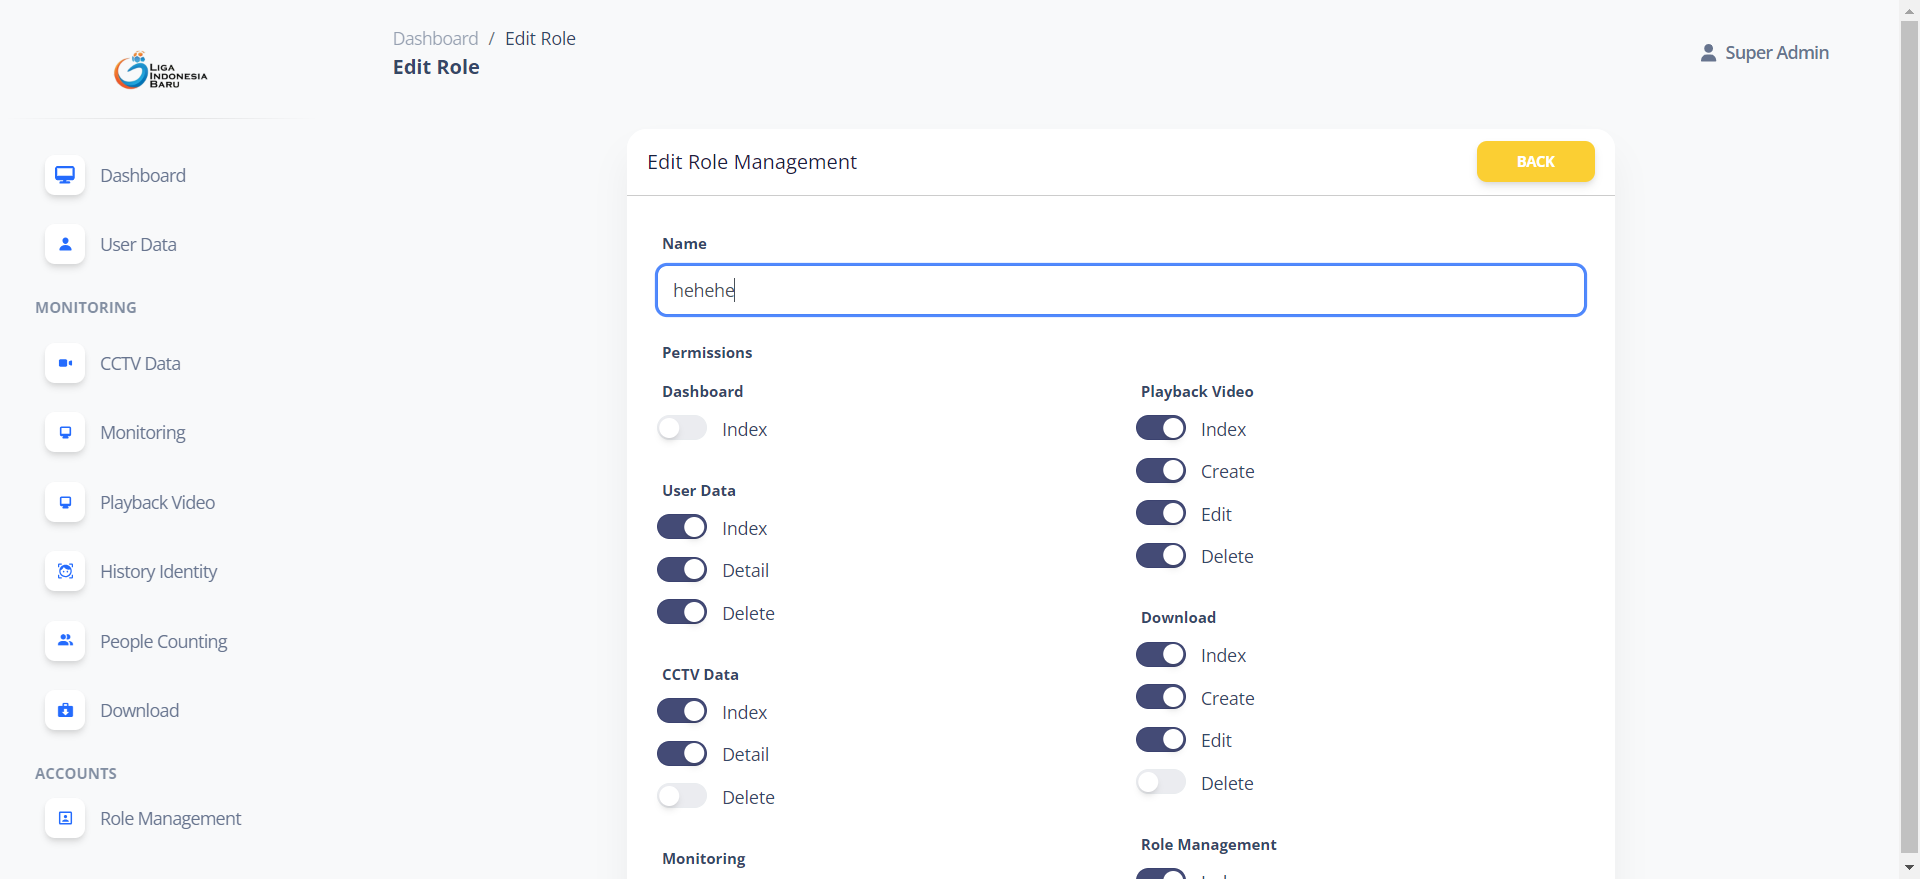 LIGA
INDONESIA
BARU
Dashboard / Edit Role
Edit Role
Super Admin
Dashboard
User Data
MONITORING
CCTV Data
Monitoring
Playback Video
History Identity
People Counting
Download
ACCOUNTS
Role Management
Edit Role Management
BACK
Name
hehehe
Permissions
Dashboard
Index
User Data
Index
Detail
Delete
CCTV Data
Index
Detail
Delete
Monitoring
Playback Video
Index
Create
Edit
Delete
Download
Index
Create
Edit
Delete
Role Management